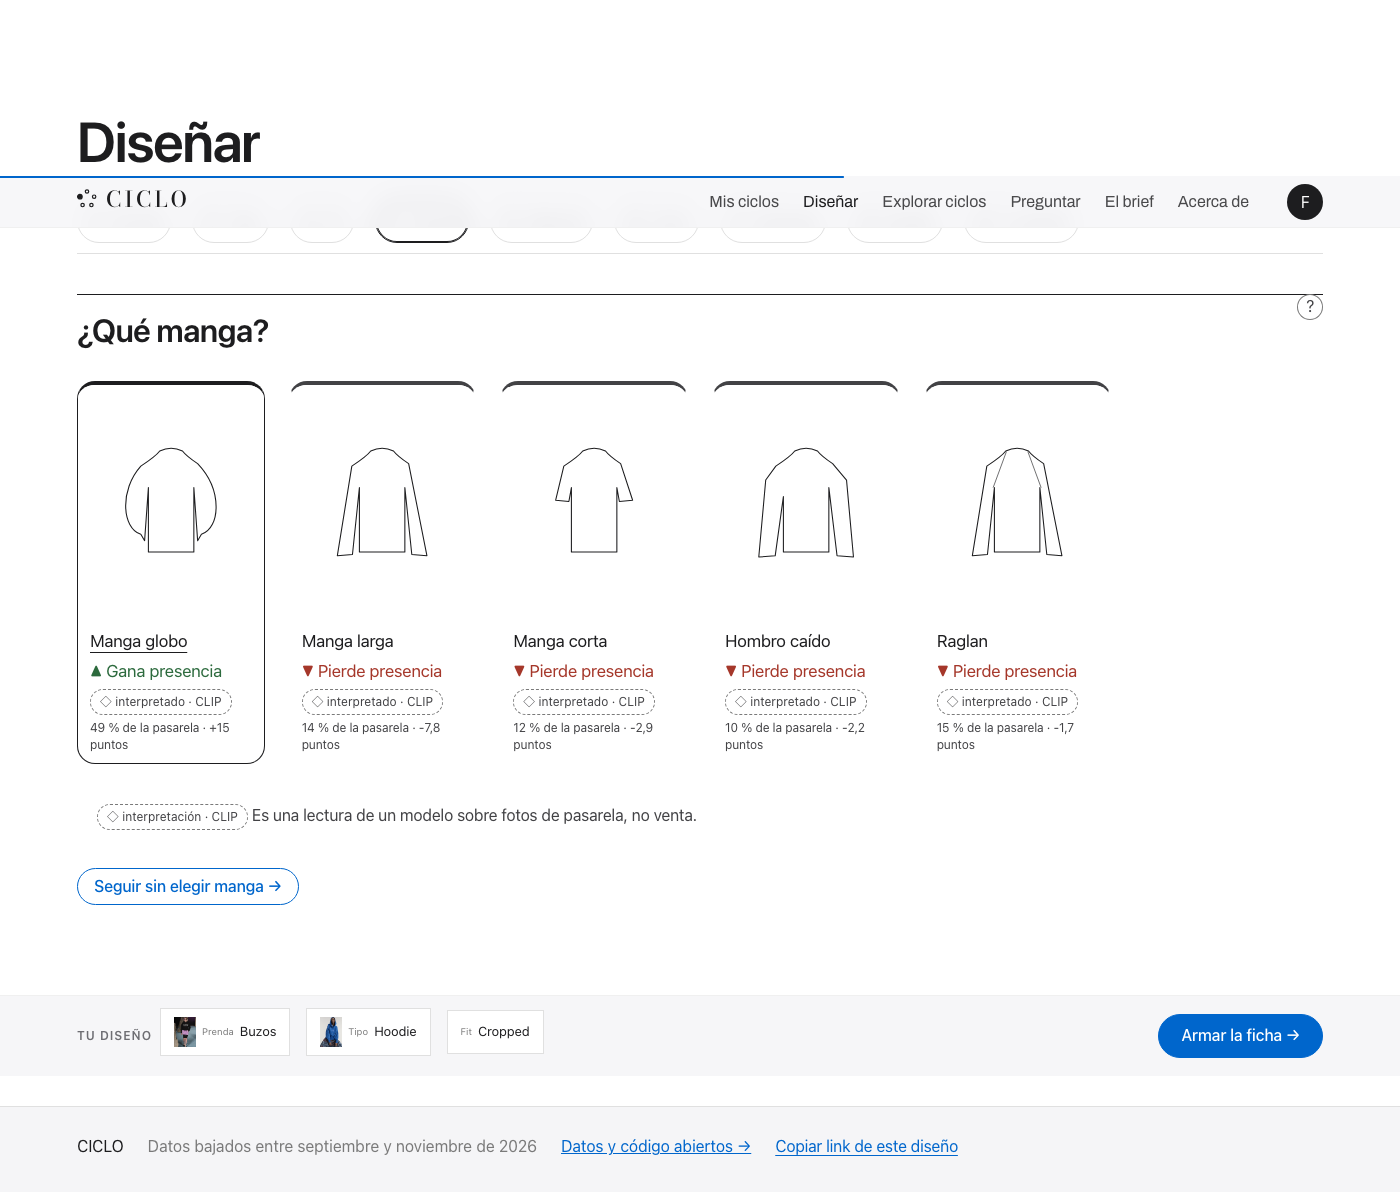 Diseñar
CICLO
Mis ciclos
Diseñar
Explorar ciclos
Preguntar
El brief
Acerca de
F
?
¿Qué manga?
Manga globo
▲ Gana presencia
◇ interpretado · CLIP
49 % de la pasarela · +15
puntos
Manga larga
▼ Pierde presencia
◇ interpretado · CLIP
14 % de la pasarela · -7,8
puntos
Manga corta
▼ Pierde presencia
◇ interpretado · CLIP
12 % de la pasarela · -2,9
puntos
Hombro caído
▼ Pierde presencia
◇ interpretado · CLIP
10 % de la pasarela · -2,2
puntos
Raglan
▼ Pierde presencia
◇ interpretado · CLIP
15 % de la pasarela · -1,7
puntos
◇ interpretación · CLIP Es una lectura de un modelo sobre fotos de pasarela, no venta.
Seguir sin elegir manga →
TU DISEÑO
Prenda Buzos
Tipo Hoodie
Fit Cropped
Armar la ficha →
CICLO
Datos bajados entre septiembre y noviembre de 2026
Datos y código abiertos →
Copiar link de este diseño